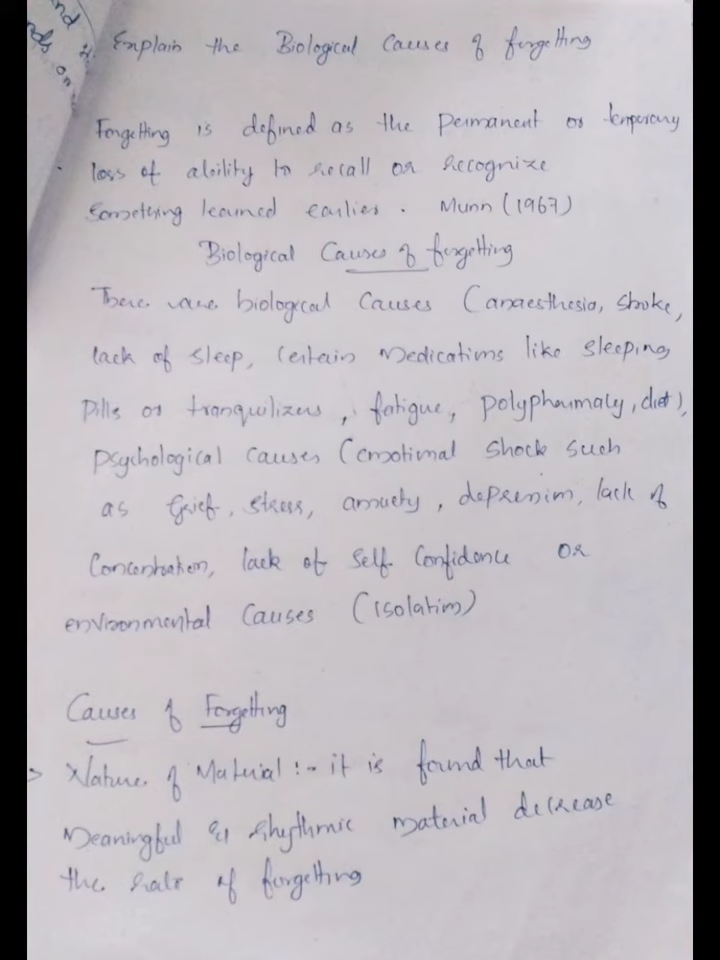 Explain the Biological Causes of forgetting
Forgetting is defined as the permanent or temporary
loss of ability to recall or recognize
Something learned earlier. Munn (1967)
Biological Causes of forgetting
There are biological Causes (anaesthesia, stroke,
lack of sleep, Certain Medications like sleeping
pills or tranquilizers, fatigue, polypharmacy, diet),
psychological causes (emotional shock such
as Grief, stress, anxiety, depression, lack of
Concentration, lack of self confidence or
environmental Causes (isolation)
Causes of Forgetting
> Nature of Material :- it is found that
Meaningful & rhythmic material decrease
the rate of forgetting